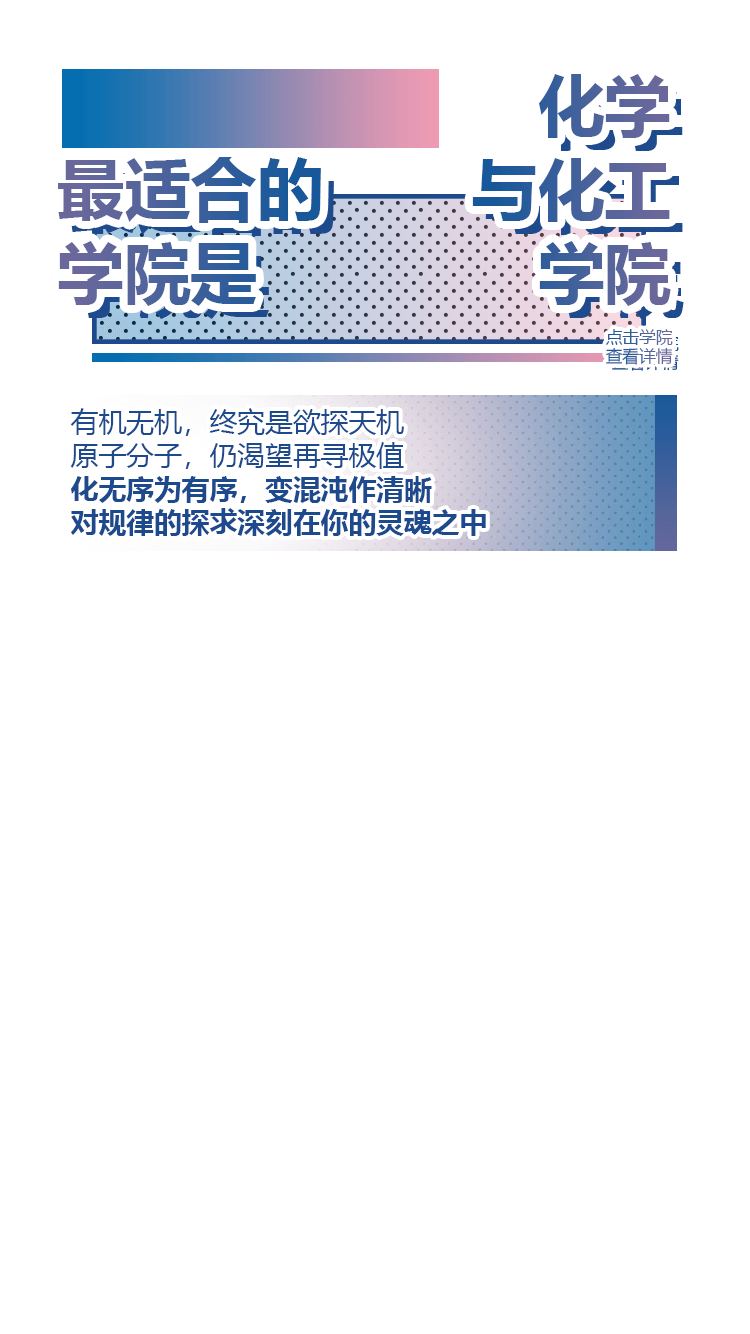 最适合的
学院是
化学
与化工
学院
点击学院
查看详情
有机无机，终究是欲探天机
原子分子，仍渴望再寻极值
化无序为有序，变混沌作清晰
对规律的探求深刻在你的灵魂之中